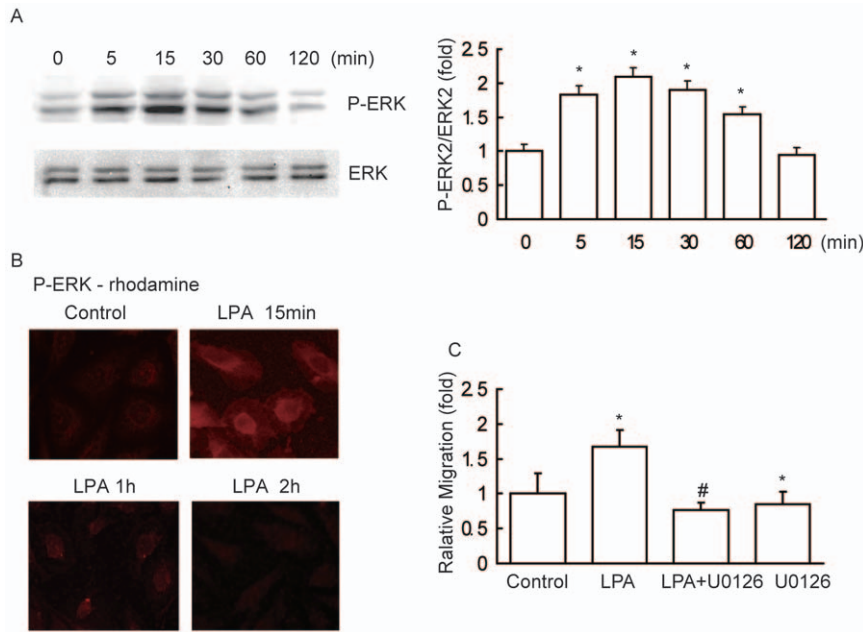 A
0 5 15 30 60 120 (min)
P-ERK
ERK
P-ERK2/ERK2 (fold)
2.5
2
1.5
1
0.5
0
* * * *
0 5 15 30 60 120 (min)
B
P-ERK - rhodamine
Control LPA 15min
LPA 1h LPA 2h
C
Ralative Migration (fold)
2.5
2
1.5
1
0.5
0
* # *
Control LPA LPA+U0126 U0126